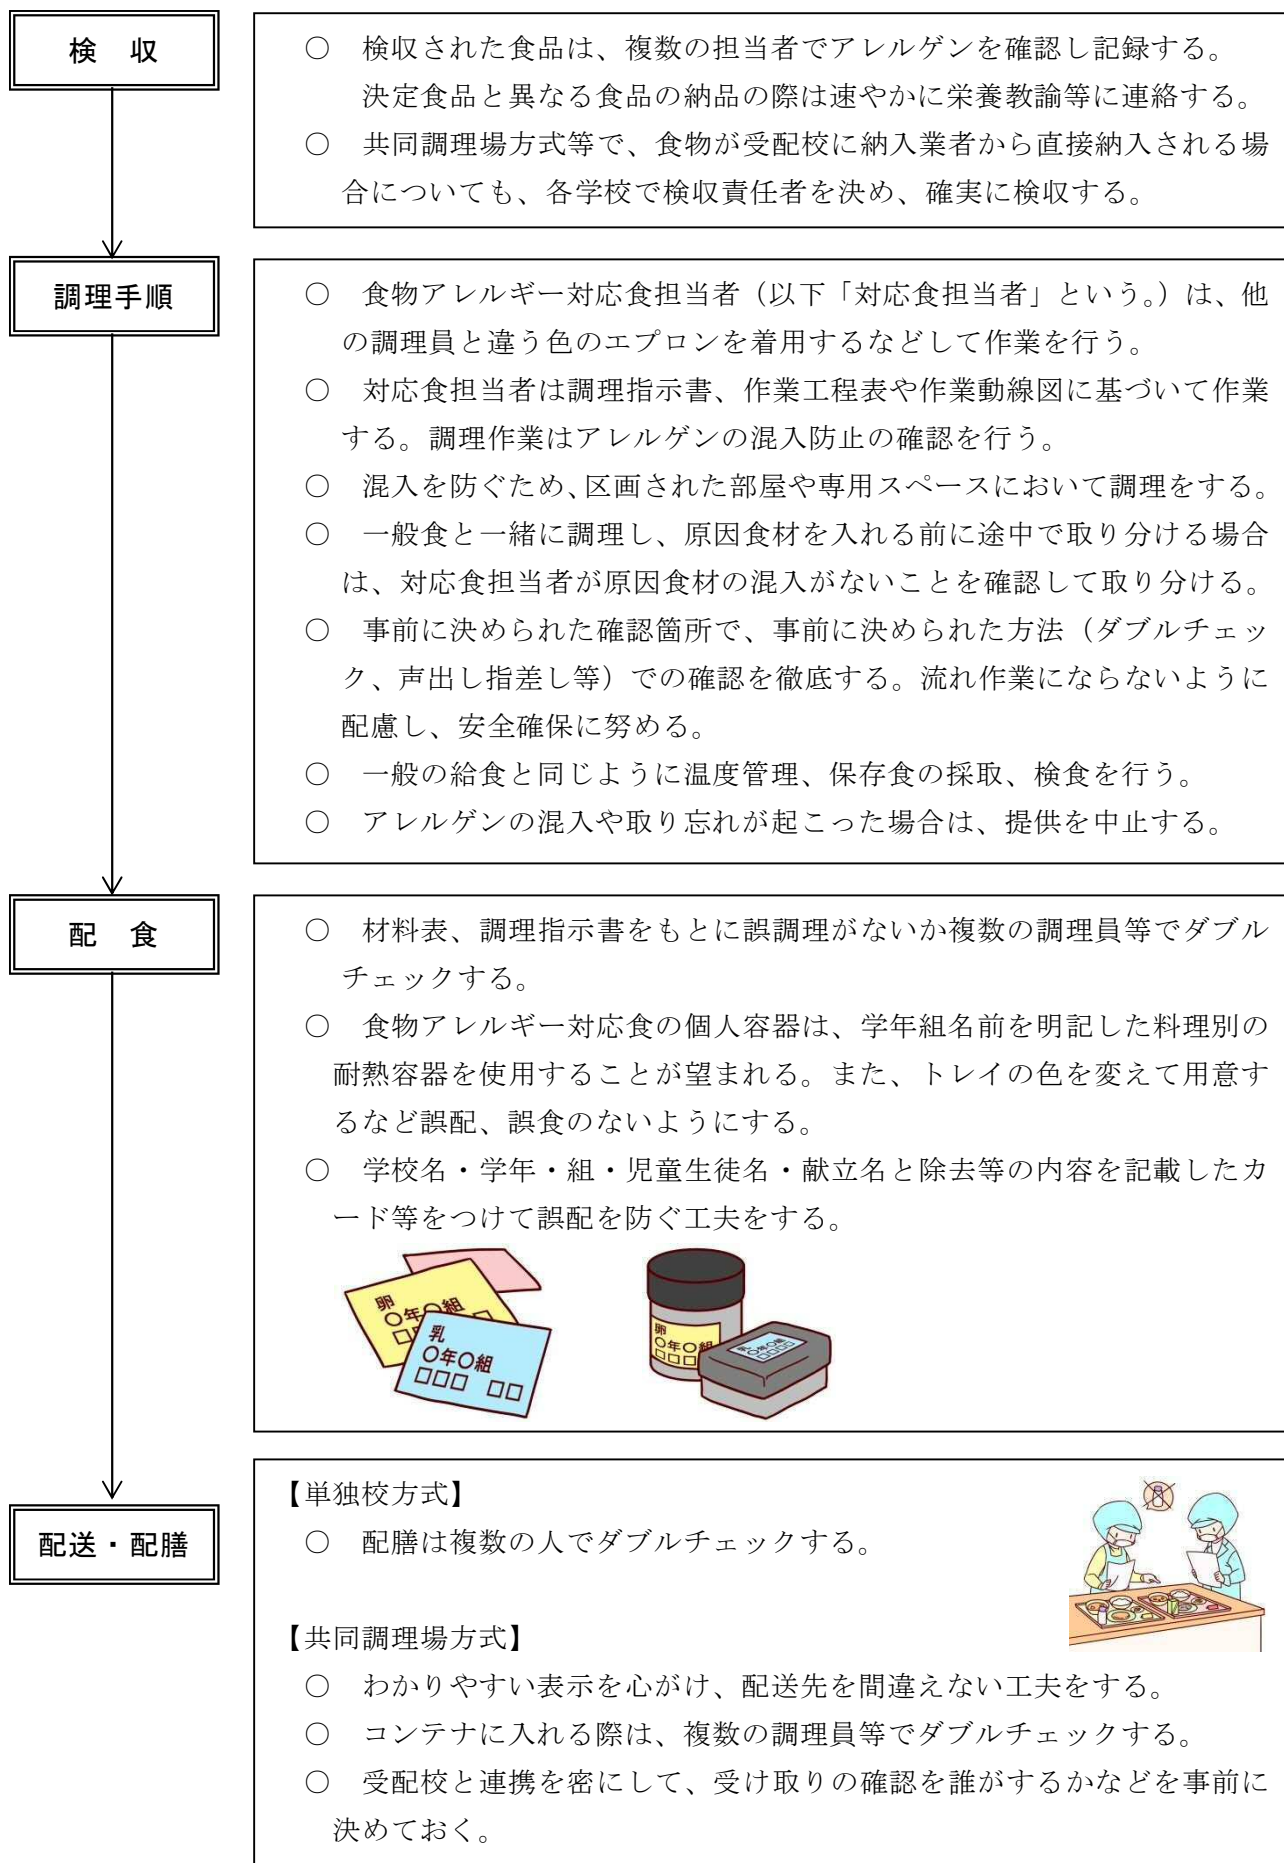 検　収
○　検収された食品は、複数の担当者でアレルゲンを確認し記録する。
決定食品と異なる食品の納品の際は速やかに栄養教諭等に連絡する。
○　共同調理場方式等で、食物が受配校に納入業者から直接納入される場
合についても、各学校で検収責任者を決め、確実に検収する。
調理手順
○　食物アレルギー対応食担当者（以下「対応食担当者」という。）は、他
の調理員と違う色のエプロンを着用するなどして作業を行う。
○　対応食担当者は調理指示書、作業工程表や作業動線図に基づいて作業
する。調理作業はアレルゲンの混入防止の確認を行う。
○　混入を防ぐため、区画された部屋や専用スペースにおいて調理をする。
○　一般食と一緒に調理し、原因食材を入れる前に途中で取り分ける場合
は、対応食担当者が原因食材の混入がないことを確認して取り分ける。
○　事前に決められた確認箇所で、事前に決められた方法（ダブルチェッ
ク、声出し指差し等）での確認を徹底する。流れ作業にならないように
配慮し、安全確保に努める。
○　一般の給食と同じように温度管理、保存食の採取、検食を行う。
○　アレルゲンの混入や取り忘れが起こった場合は、提供を中止する。
配　食
○　材料表、調理指示書をもとに誤調理がないか複数の調理員等でダブル
チェックする。
○　食物アレルギー対応食の個人容器は、学年組名前を明記した料理別の
耐熱容器を使用することが望まれる。また、トレイの色を変えて用意す
るなど誤配、誤食のないようにする。
○　学校名・学年・組・児童生徒名・献立名と除去等の内容を記載したカ
ード等をつけて誤配を防ぐ工夫をする。
卵
○年○組
□□□□
乳
○年○組
□□□ □□
卵
○年○組
□□□
乳
○年○組
□□□□
配送・配膳
【単独校方式】
○　配膳は複数の人でダブルチェックする。
【共同調理場方式】
○　わかりやすい表示を心がけ、配送先を間違えない工夫をする。
○　コンテナに入れる際は、複数の調理員等でダブルチェックする。
○　受配校と連携を密にして、受け取りの確認を誰がするかなどを事前に
決めておく。